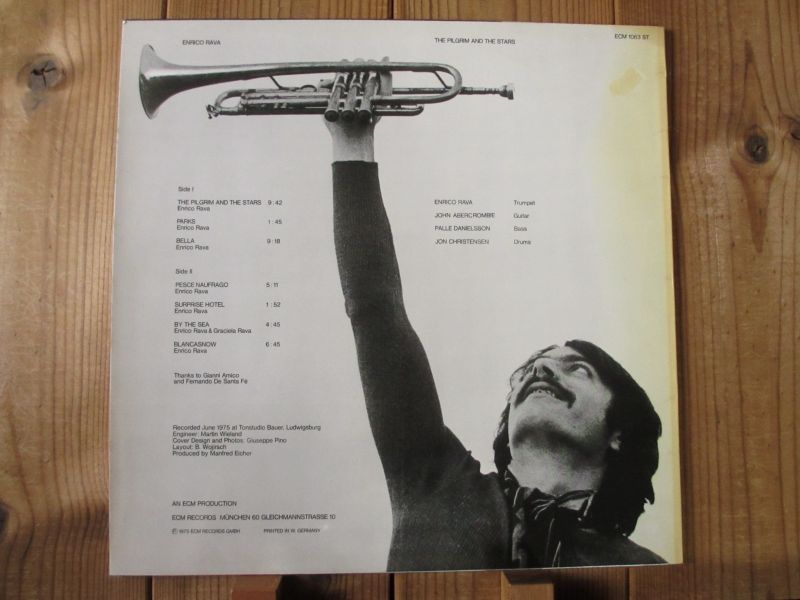 ENRICO RAVA
THE PILGRIM AND THE STARS
ECM 1063 ST
Side I
THE PILGRIM AND THE STARS 9:42
Enrico Rava
PARKS 1:45
Enrico Rava
BELLA 9:18
Enrico Rava
Side II
PESCE NAUFRAGO 5:11
Enrico Rava
SURPRISE HOTEL 1:52
Enrico Rava
BY THE SEA 4:45
Enrico Rava & Graciela Rava
BLANCASNOW 6:45
Enrico Rava
ENRICO RAVA Trumpet
JOHN ABERCROMBIE Guitar
PALLE DANIELSSON Bass
JON CHRISTENSEN Drums
Thanks to Gianni Amico
and Fernando De Santa Fé
Recorded June 1975 at Tonstudio Bauer, Ludwigsburg
Engineer: Martin Wieland
Cover Design and Photos: Giuseppe Pino
Layout: B. Wojirsch
Produced by Manfred Eicher
AN ECM PRODUCTION
ECM RECORDS MÜNCHEN 60 GLEICHMANNSTRASSE 10
℗ 1975 ECM RECORDS GMBH PRINTED IN W. GERMANY